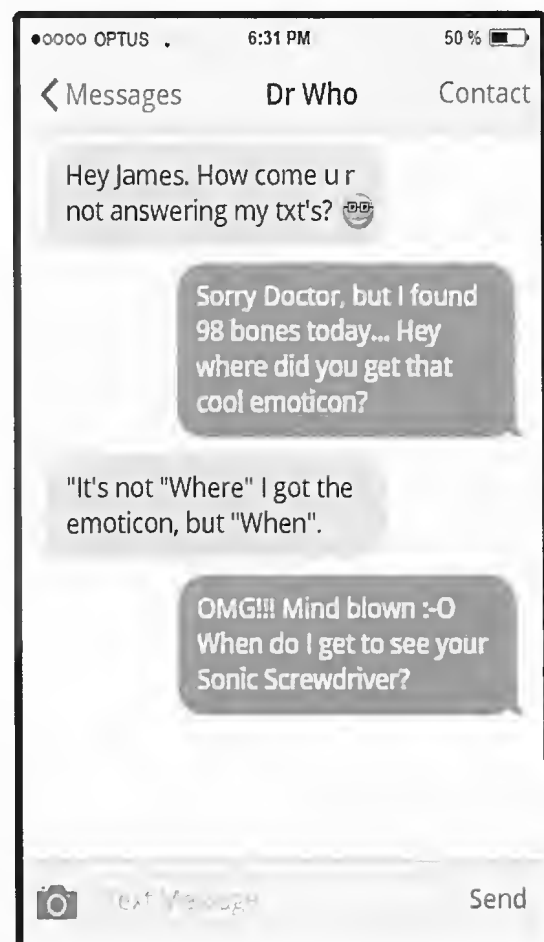 ●oooo OPTUS . 6:31 PM 50 %
Messages Dr Who Contact
Hey James. How come u r
not answering my txt's?
Sorry Doctor, but I found
98 bones today... Hey
where did you get that
cool emoticon?
"It's not "Where" I got the
emoticon, but "When".
OMG!!! Mind blown :-O
When do I get to see your
Sonic Screwdriver?
Text Message Send